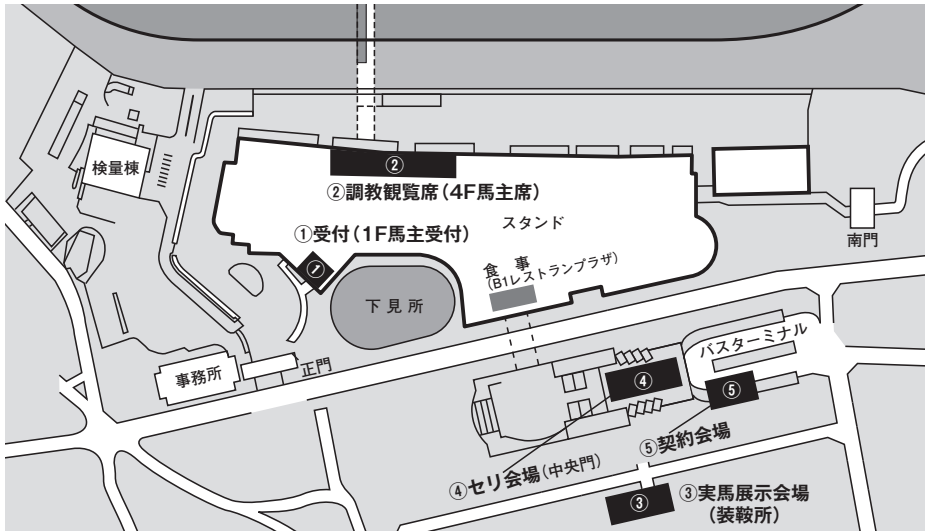 検量棟
②
②調教観覧席（4F馬主席）
スタンド
①受付（1F馬主受付）
①
南門
食 事
（B1レストランプラザ）
下見所
バスターミナル
正門
事務所
④
⑤
⑤契約会場
④セリ会場（中央門）
③
③実馬展示会場
（装鞍所）